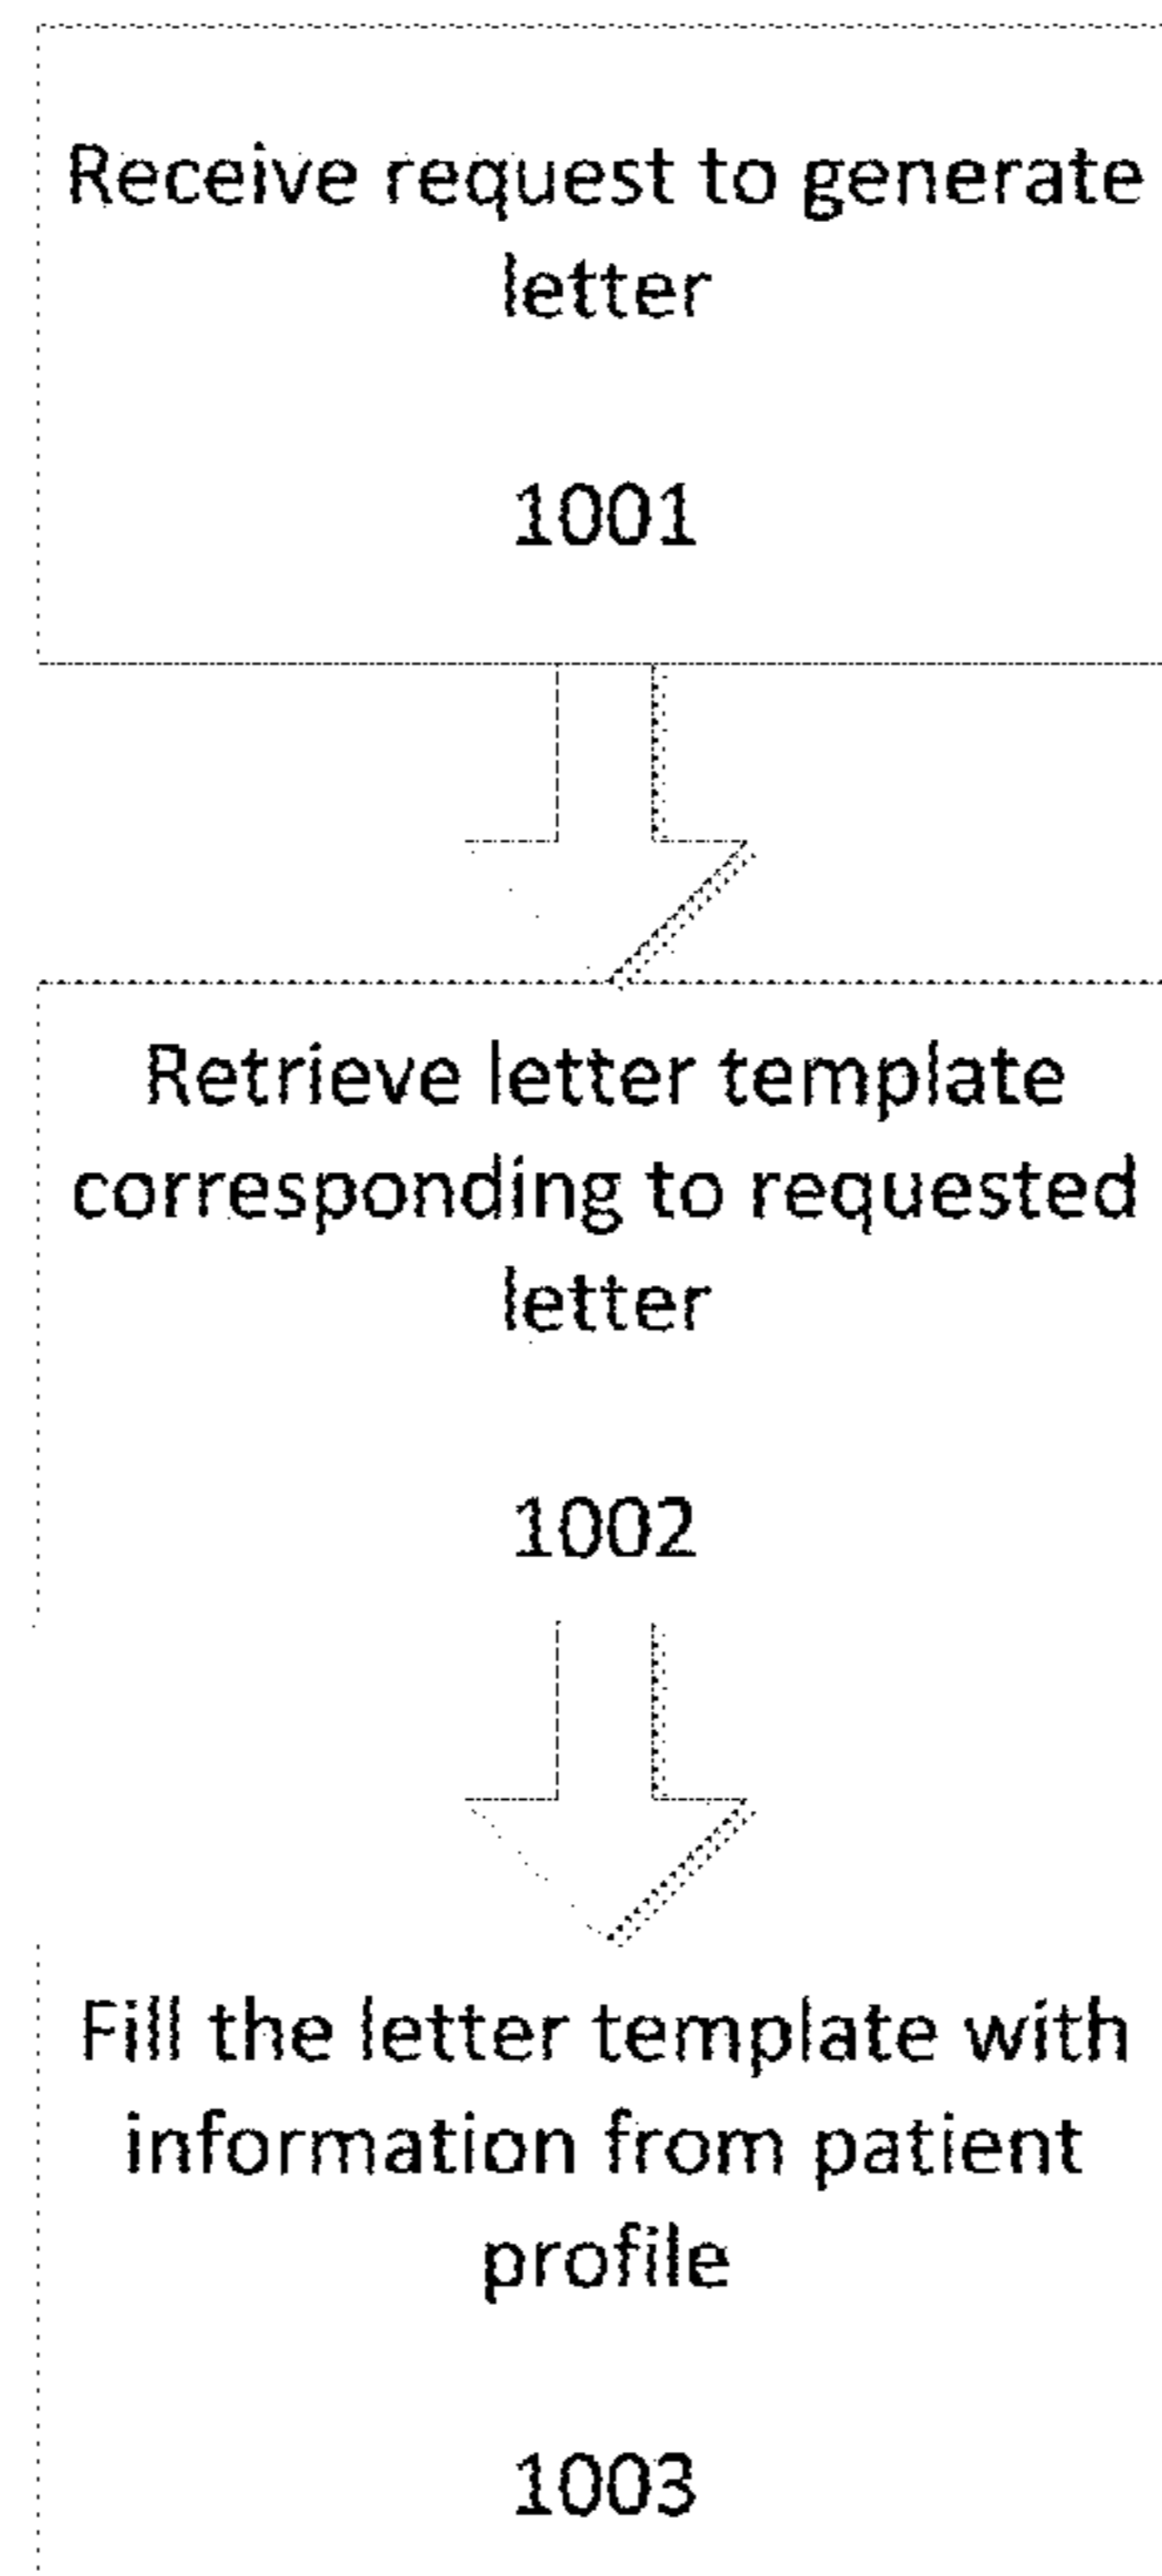 Receive request to generate
letter
1001
Retrieve letter template
corresponding to requested
letter
1002
Fill the letter template with
information from patient
profile
1003